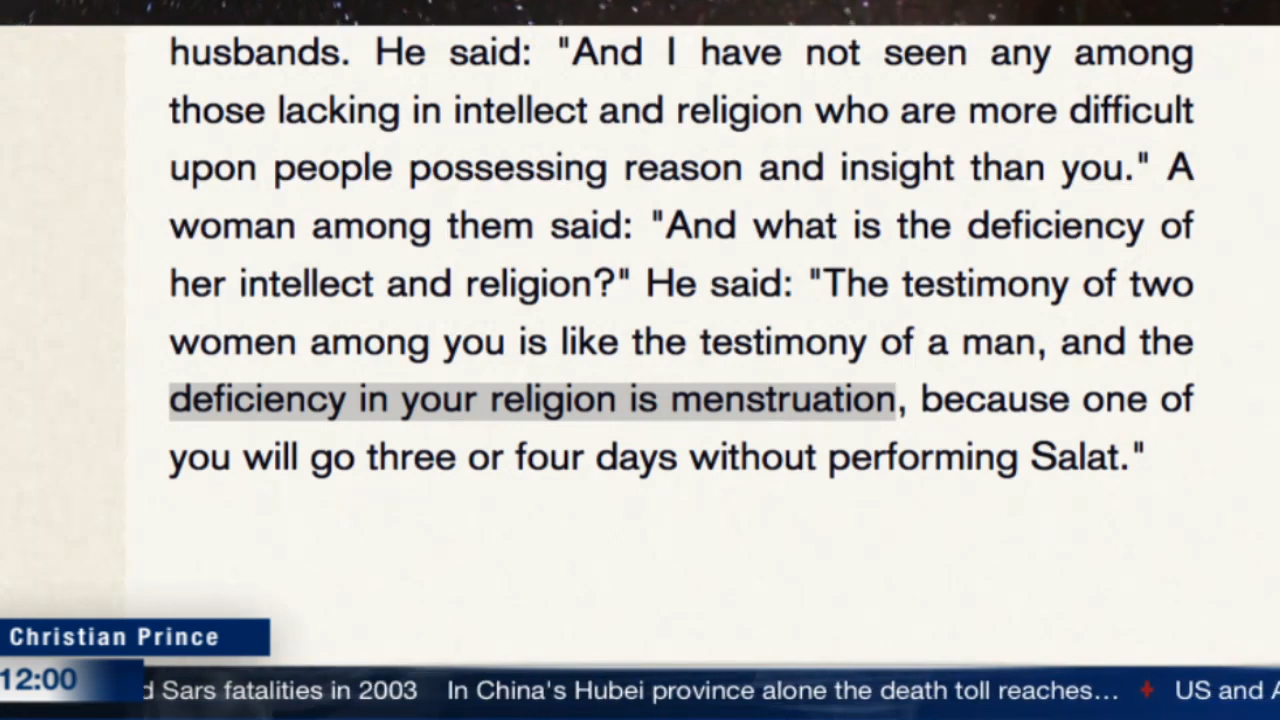 husbands. He said: "And I have not seen any among
those lacking in intellect and religion who are more difficult
upon people possessing reason and insight than you." A
woman among them said: "And what is the deficiency of
her intellect and religion?" He said: "The testimony of two
women among you is like the testimony of a man, and the
deficiency in your religion is menstruation, because one of
you will go three or four days without performing Salat."
Christian Prince
12:00
d Sars fatalities in 2003 In China's Hubei province alone the death toll reaches... US and A